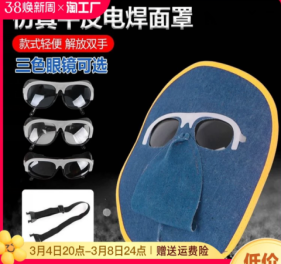 38焕新周 > 淘工厂
仿真牛皮电焊面罩
款式轻便 解放双手
三色眼镜可选
3月4日20点-3月8日24点 赠送运费险
低价